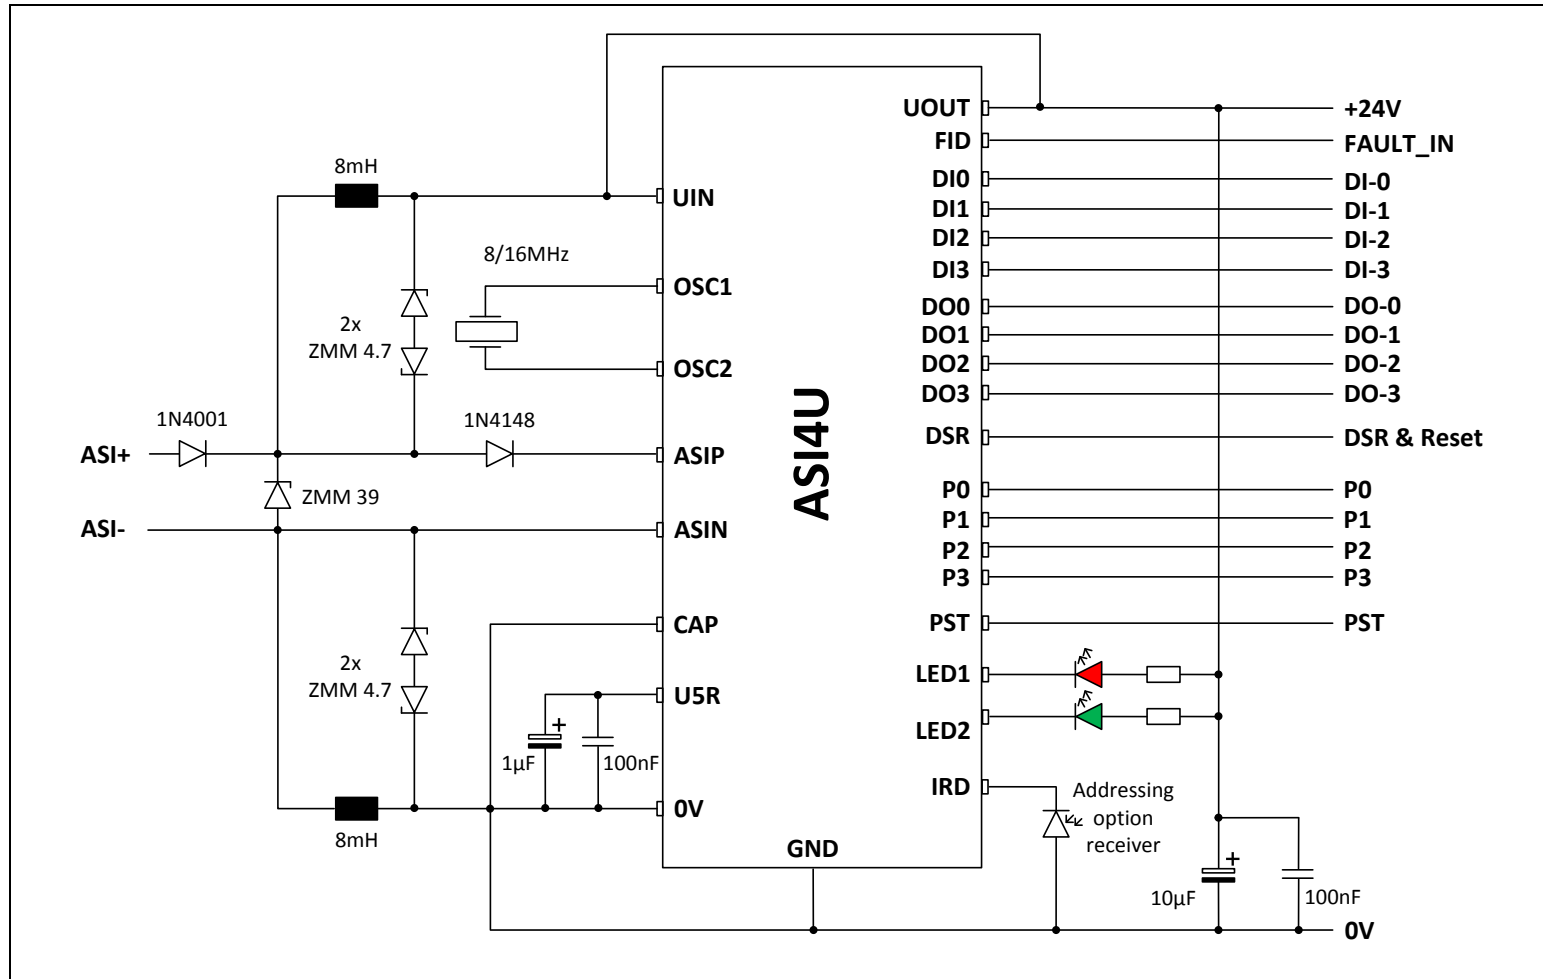 8mH
8/16MHz
2x
ZMM 4.7
1N4001
1N4148
ASI+
ZMM 39
ASI-
2x
ZMM 4.7
+
1µF
100nF
8mH
UIN
OSC1
OSC2
ASIP
ASIN
CAP
U5R
0V
GND
ASI4U
UOUT
FID
DI0
DI1
DI2
DI3
DO0
DO1
DO2
DO3
DSR
P0
P1
P2
P3
PST
LED1
LED2
IRD
Addressing
option
receiver
+
10µF
100nF
+24V
FAULT_IN
DI-0
DI-1
DI-2
DI-3
DO-0
DO-1
DO-2
DO-3
DSR & Reset
P0
P1
P2
P3
PST
0V